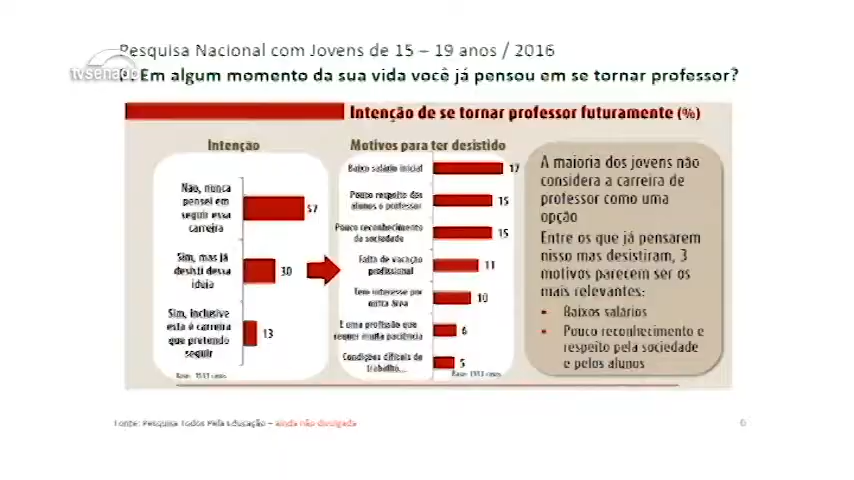 Pesquisa Nacional com Jovens de 15 – 19 anos / 2016
tvsenado
Em algum momento da sua vida você já pensou em se tornar professor?
Intenção de se tornar professor futuramente (%)
Intenção
Não, nunca
pensei em
seguir essa
carreira
57
Sim, mas já
desisti dessa
ideia
30
Sim, inclusive
esta é carreira
que pretendo
seguir
13
Motivos para ter desistido
Baixo salário inicial
17
Pouco respeito dos
alunos o professor
15
Pouco reconhecimento
da sociedade
15
Falta de vocação
profissional
11
Tem interesse por
outra área
10
É uma profissão que
requer muita paciência
6
Condições difíceis de
trabalho...
5
A maioria dos jovens não
considera a carreira de
professor como uma
opção
Entre os que já pensarem
nisso mas desistiram, 3
motivos parecem ser os
mais relevantes:
• Baixos salários
• Pouco reconhecimento e
respeito pela sociedade
e pelos alunos
Fonte: Pesquisa Todos Pela Educação – ainda não divulgada
6